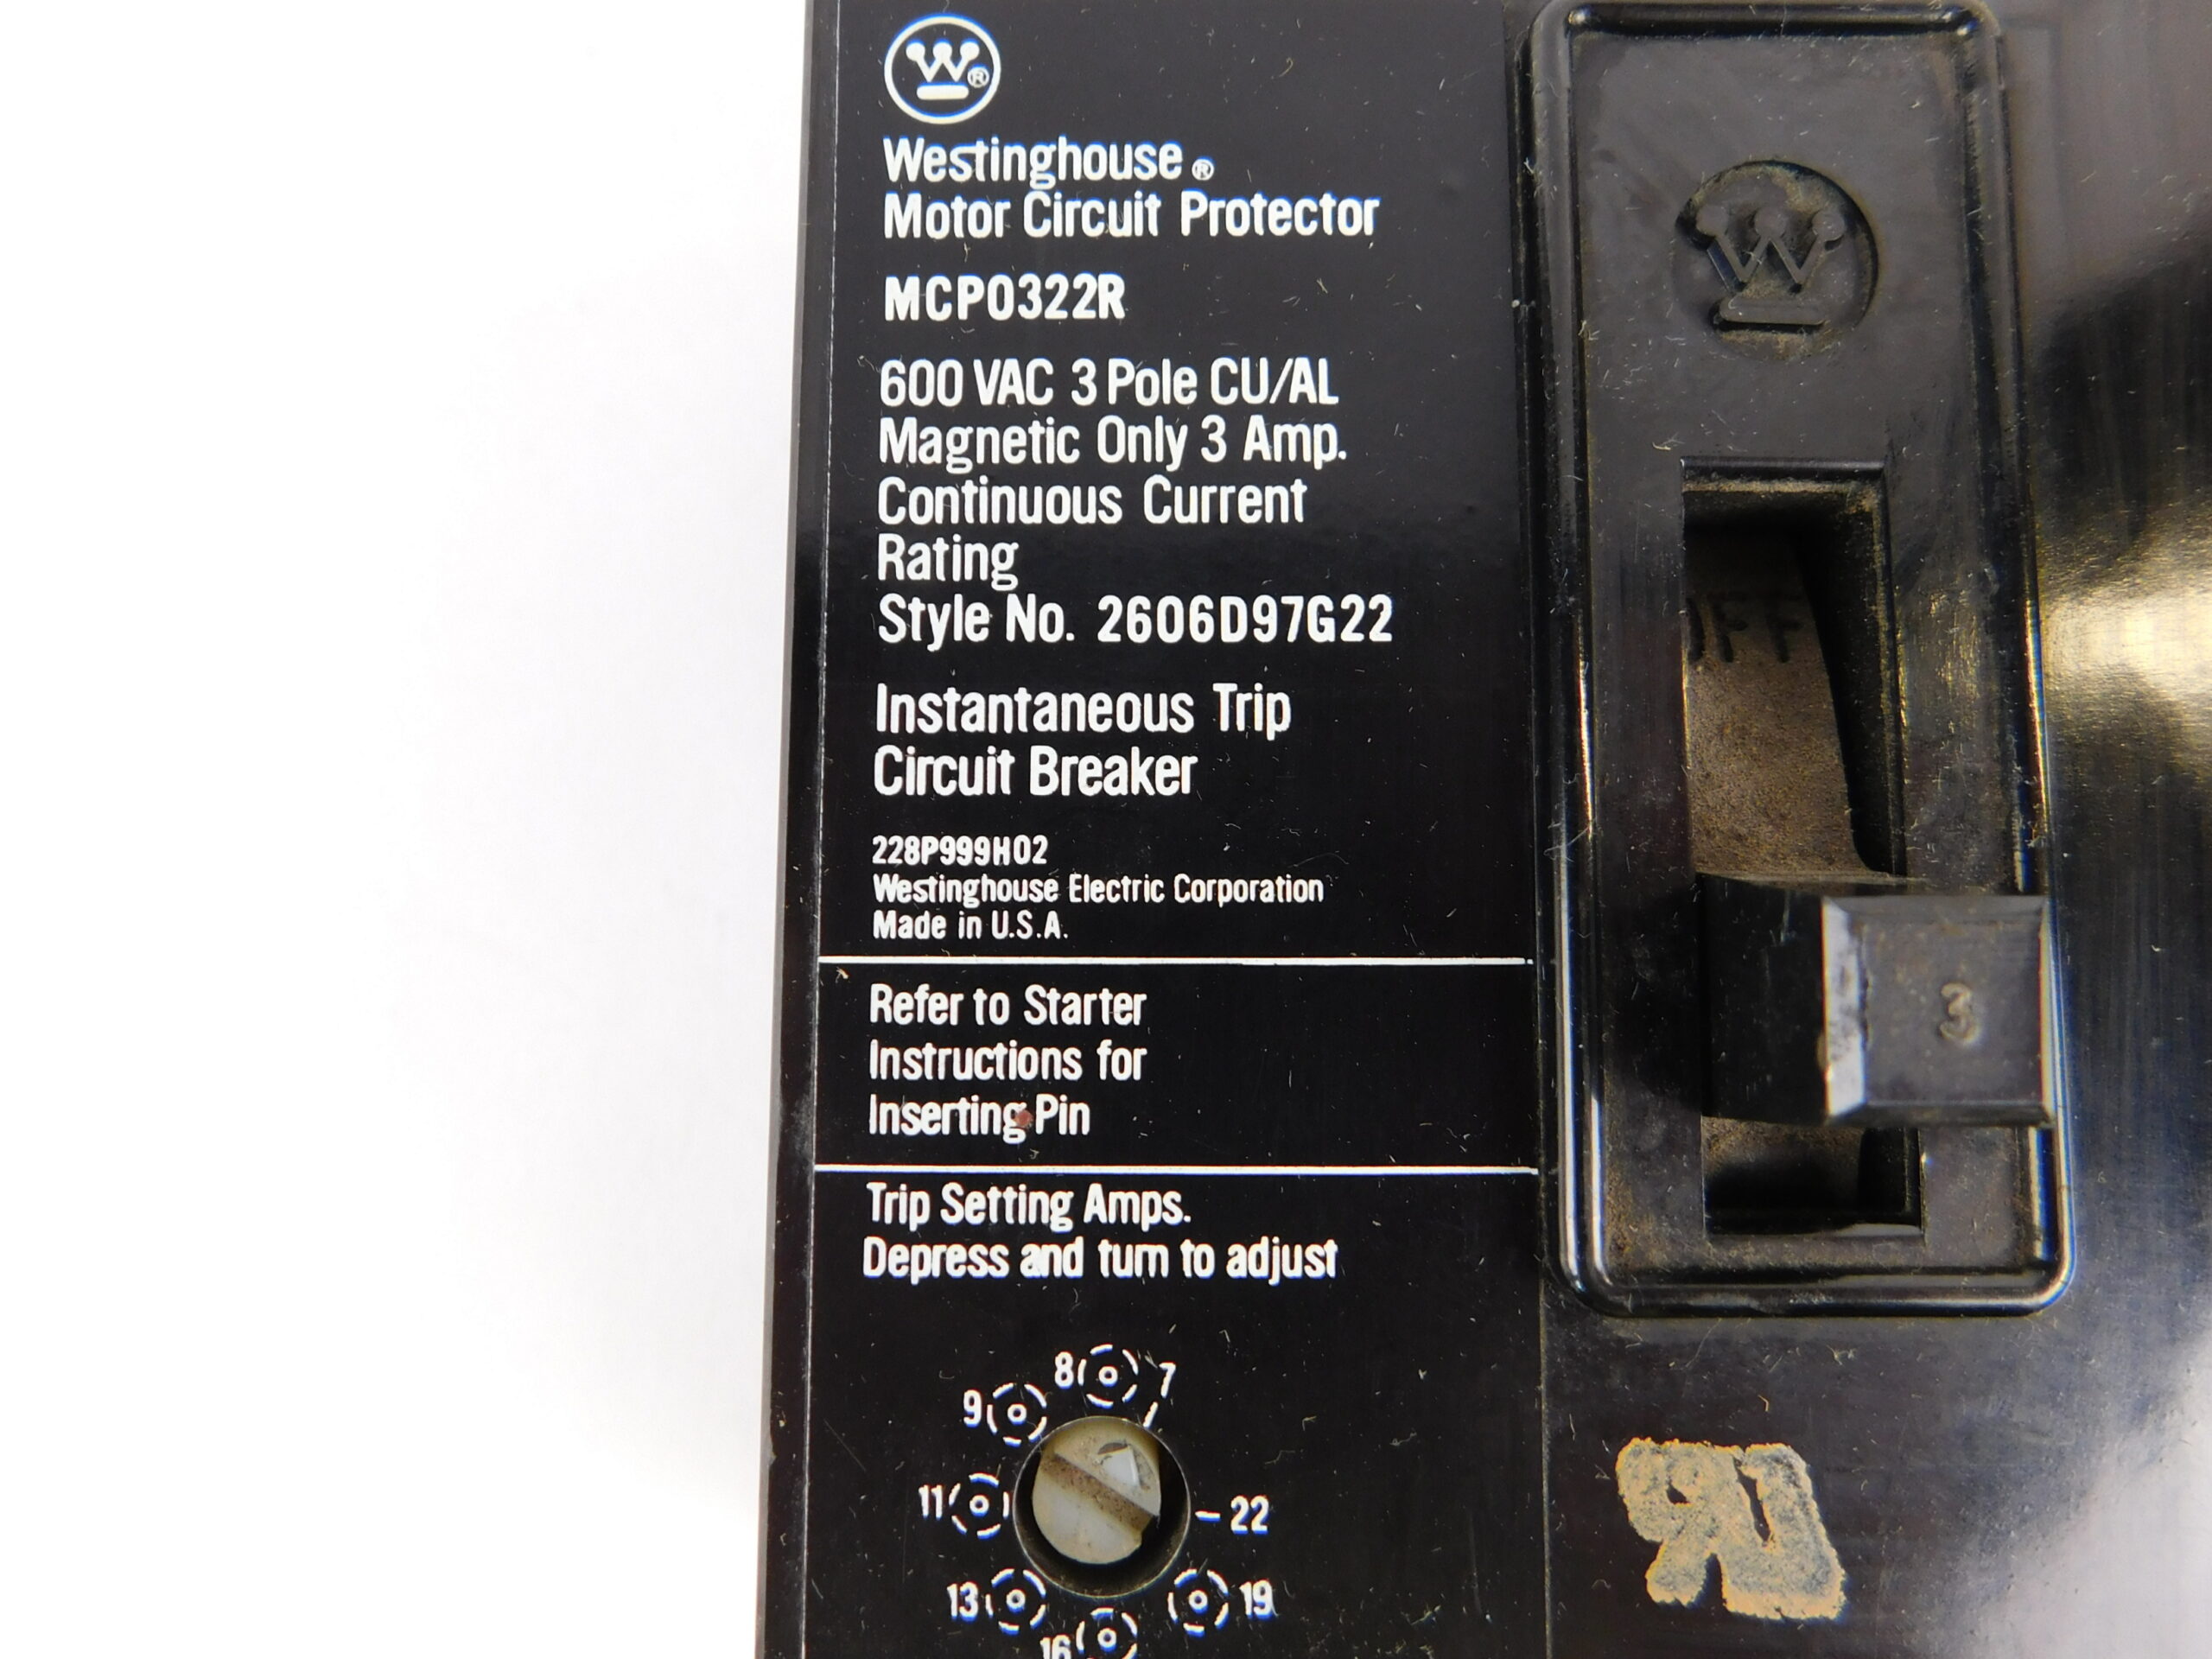 Westinghouse ®
Motor Circuit Protector
MCP0322R
600 VAC 3 Pole CU/AL
Magnetic Only 3 Amp.
Continuous Current
Rating
Style No. 2606D97G22
Instantaneous Trip
Circuit Breaker
228P999H02
Westinghouse Electric Corporation
Made in U.S.A.
Refer to Starter
Instructions for
Inserting Pin
Trip Setting Amps.
Depress and turn to adjust
8 7
9
11
22
13
19
16
OFF
3